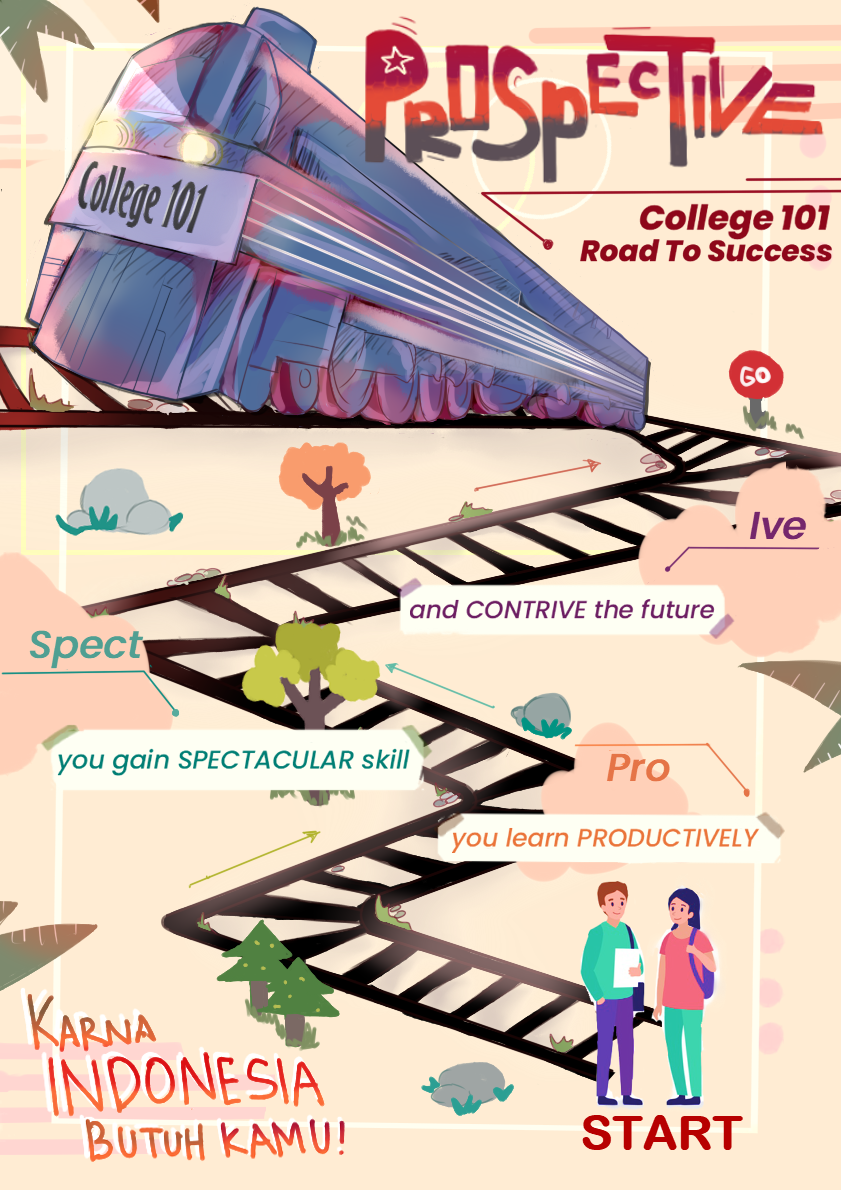 PROSPECTIVE
College 101
Road To Success
College 101
GO
Ive
and CONTRIVE the future
Spect
you gain SPECTACULAR skill
Pro
you learn PRODUCTIVELY
KARNA
INDONESIA
BUTUH KAMU!
START